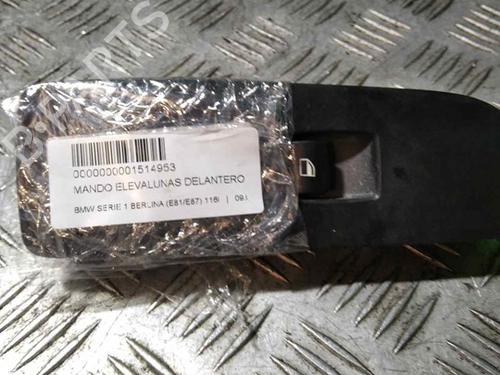 0000000001514953
MANDO ELEVALUNAS DELANTERO
BMW SERIE 1 BERLINA (E81/E87) 116I | 09.